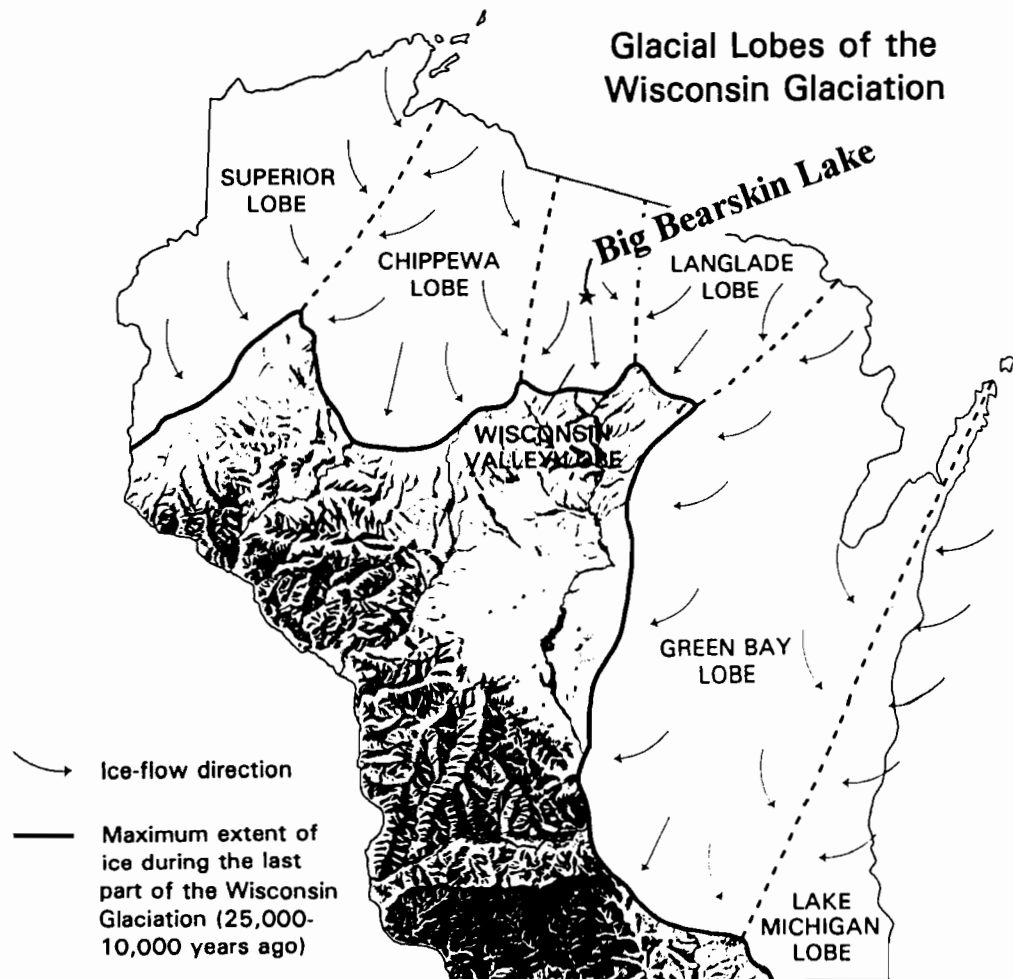 Glacial Lobes of the
Wisconsin Glaciation
Big Bearskin Lake
SUPERIOR
LOBE
CHIPPEWA
LOBE
LANGLADE
LOBE
WISCONSIN
VALLEY LOBE
GREEN BAY
LOBE
Ice-flow direction
Maximum extent of
ice during the last
part of the Wisconsin
Glaciation (25,000-
10,000 years ago)
LAKE
MICHIGAN
LOBE